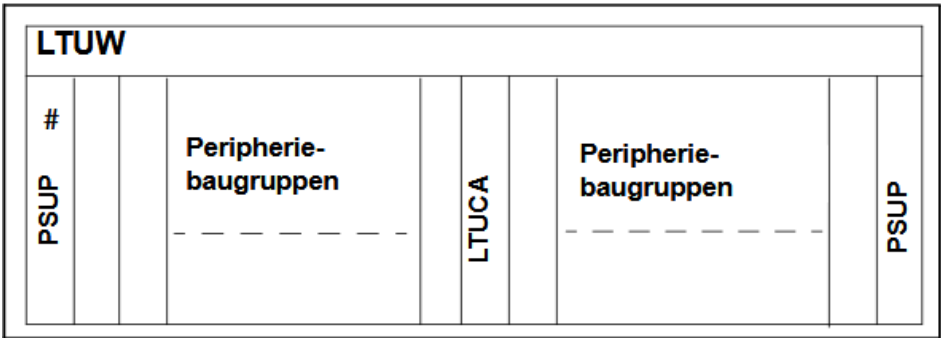 LTUW
#
PSUP
Peripherie-
baugruppen
LTUCA
Peripherie-
baugruppen
PSUP